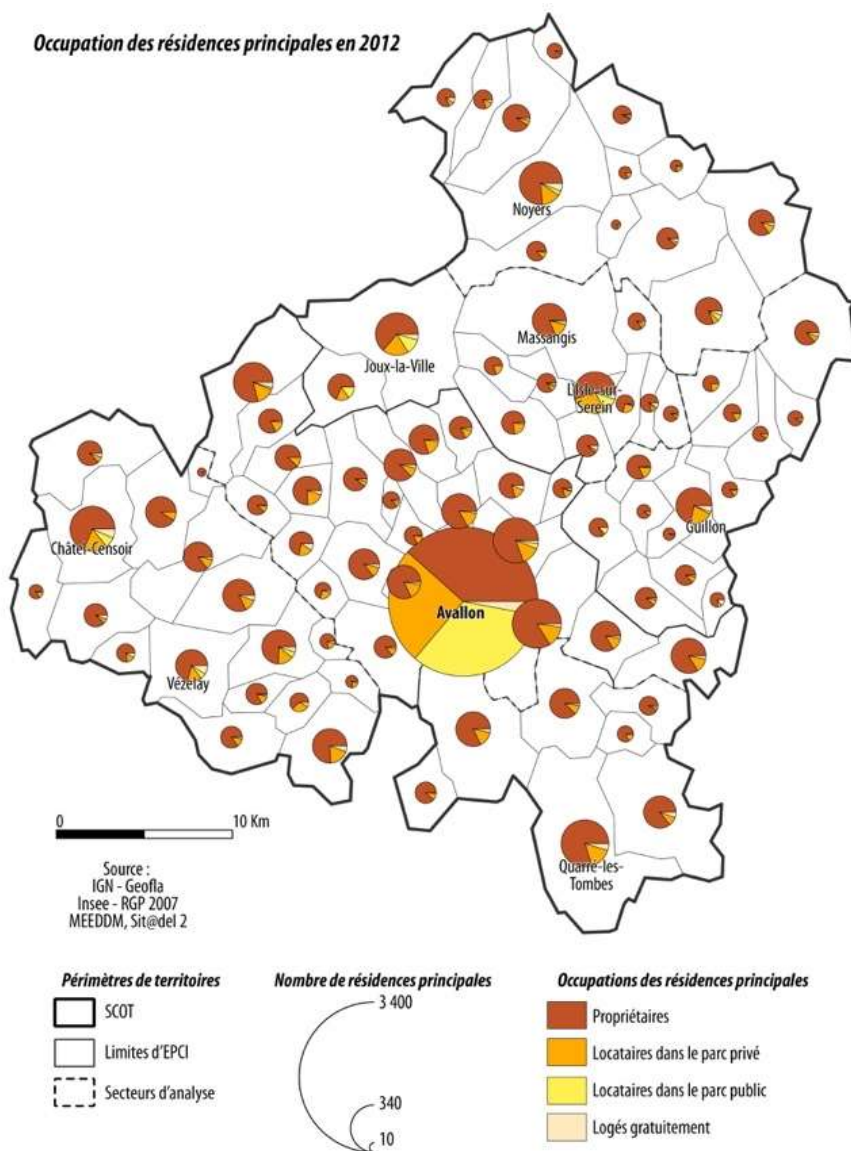 Occupation des résidences principales en 2012
Noyers
Massangis
Joux-la-Ville
L'Isle-sur-
Serein
Guillon
Châtel-Censoir
Avallon
Vézelay
Quarré-les-
Tombes
0 10 Km
Source :
IGN - Geofla
Insee - RGP 2007
MEEDDM, Sit@del 2
Périmètres de territoires
SCOT
Limites d'EPCI
Secteurs d'analyse
Nombre de résidences principales
3 400
340
10
Occupations des résidences principales
Propriétaires
Locataires dans le parc privé
Locataires dans le parc public
Logés gratuitement